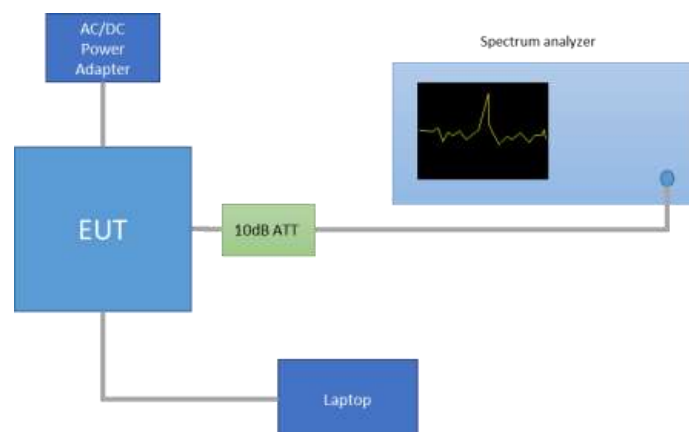 AC/DC
Power
Adapter
Spectrum analyzer
EUT
10dB ATT
Laptop